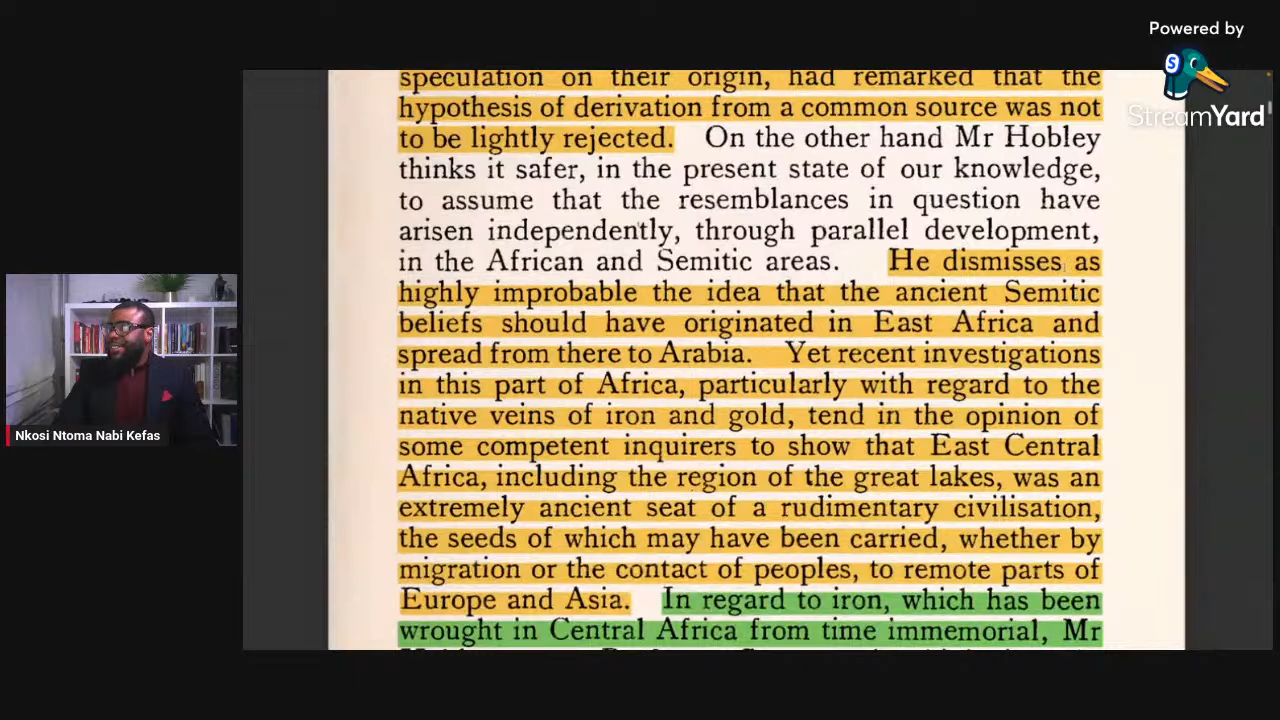 Powered by
StreamYard
speculation on their origin, had remarked that the
hypothesis of derivation from a common source was not
to be lightly rejected. On the other hand Mr Hobley
thinks it safer, in the present state of our knowledge,
to assume that the resemblances in question have
arisen independently, through parallel development,
in the African and Semitic areas. He dismisses as
highly improbable the idea that the ancient Semitic
beliefs should have originated in East Africa and
spread from there to Arabia. Yet recent investigations
in this part of Africa, particularly with regard to the
native veins of iron and gold, tend in the opinion of
some competent inquirers to show that East Central
Africa, including the region of the great lakes, was an
extremely ancient seat of a rudimentary civilisation,
the seeds of which may have been carried, whether by
migration or the contact of peoples, to remote parts of
Europe and Asia. In regard to iron, which has been
wrought in Central Africa from time immemorial, Mr
Nkosi Ntoma Nabi Kefas